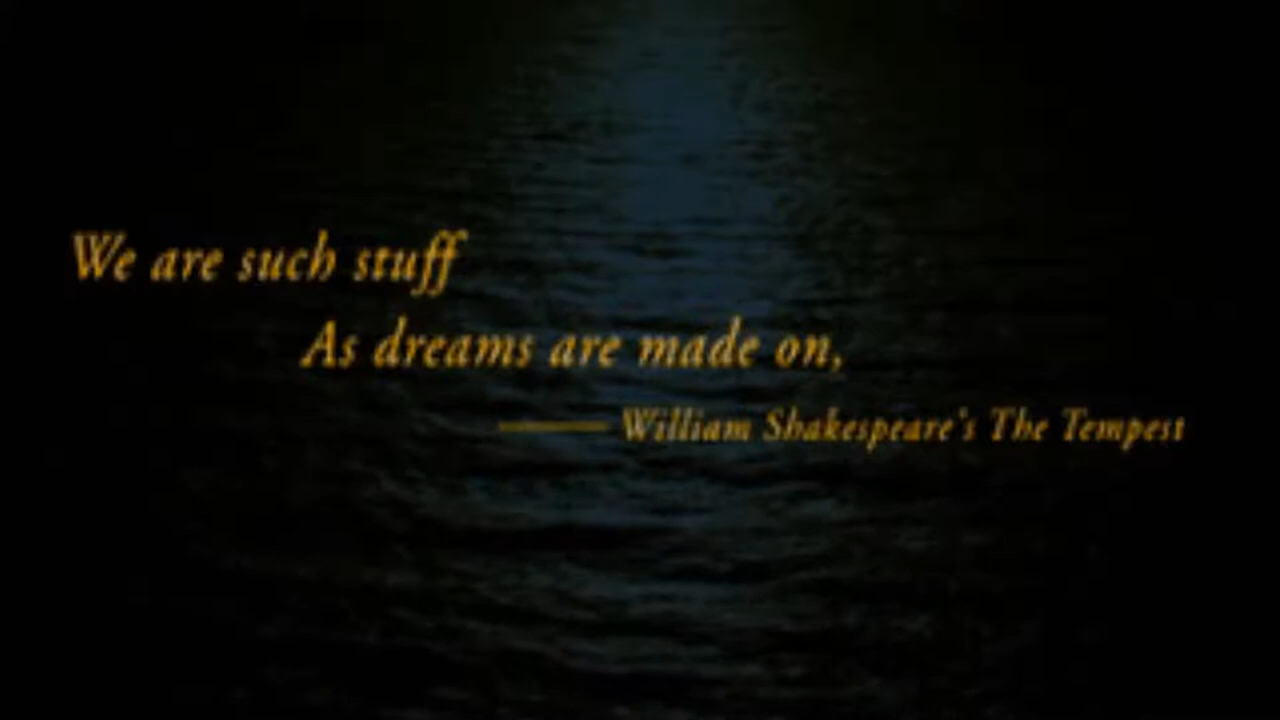 We are such stuff
As dreams are made on,
—— William Shakespeare's The Tempest